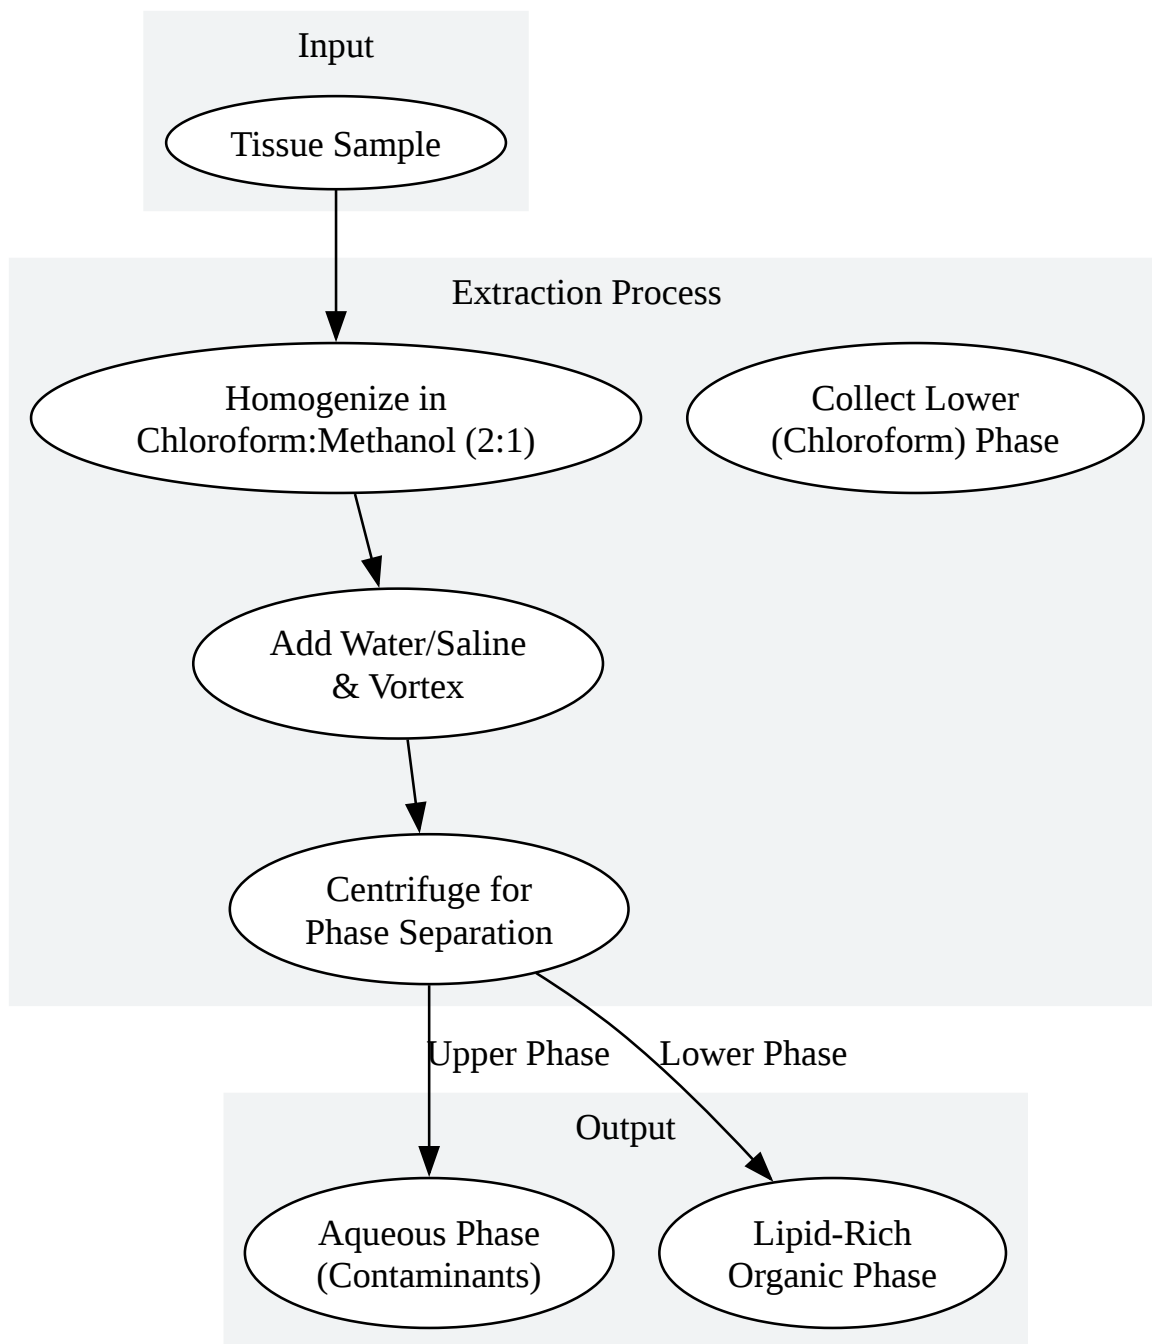 Input
Tissue Sample
Extraction Process
Homogenize in
Chloroform:Methanol (2:1)
Collect Lower
(Chloroform) Phase
Add Water/Saline
& Vortex
Centrifuge for
Phase Separation
Upper Phase
Lower Phase
Output
Aqueous Phase
(Contaminants)
Lipid-Rich
Organic Phase